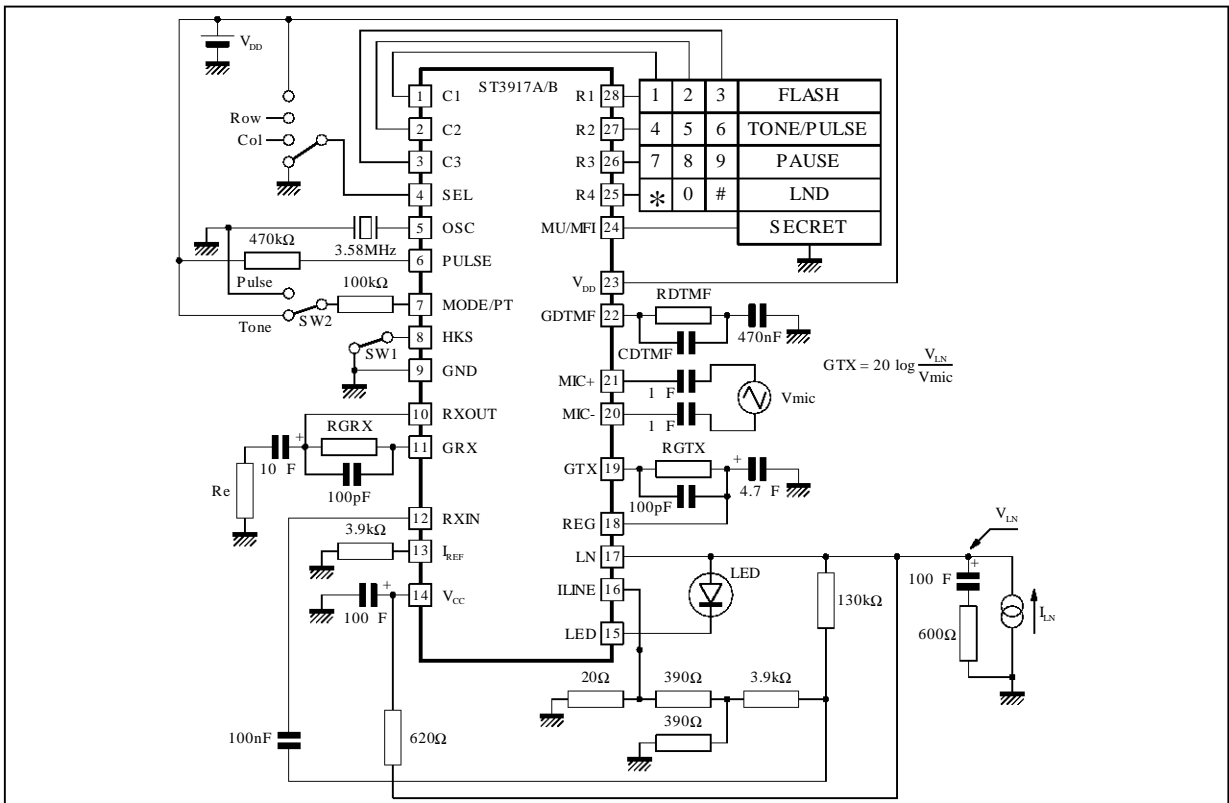 V_DD
ST3917A/B
1 C1
2 C2
3 C3
4 SEL
5 OSC
6 PULSE
7 MODE/PT
8 HKS
9 GND
10 RXOUT
11 GRX
12 RXIN
13 I_REF
14 V_CC
R1 28
R2 27
R3 26
R4 25
MU/MFI 24
V_DD 23
GDTMF 22
MIC+ 21
MIC- 20
GTX 19
REG 18
LN 17
ILINE 16
LED 15
1 2 3 FLASH
4 5 6 TONE/PULSE
7 8 9 PAUSE
* 0 # LND
SECRET
Row
Col
3.58MHz
470kΩ
Pulse
100kΩ
Tone
SW2
SW1
RGRX
+
10 F
100pF
Re
3.9kΩ
+
100 F
100nF
620Ω
RDTMF
CDTMF
470nF
1 F
1 F
Vmic
GTX = 20 log V_LN / Vmic
RGTX
+
100pF
4.7 F
LED
130kΩ
V_LN
+
100 F
600Ω
I_LN
20Ω
390Ω
3.9kΩ
390Ω